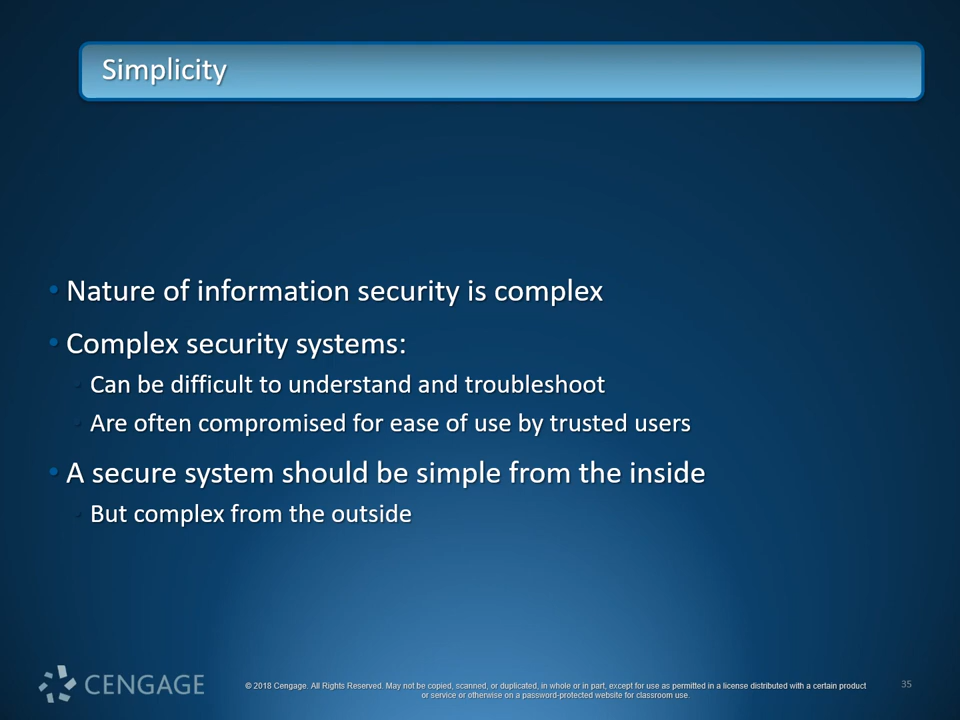 Simplicity
• Nature of information security is complex
• Complex security systems:
• Can be difficult to understand and troubleshoot
• Are often compromised for ease of use by trusted users
• A secure system should be simple from the inside
• But complex from the outside
CENGAGE
© 2018 Cengage. All Rights Reserved. May not be copied, scanned, or duplicated, in whole or in part, except for use as permitted in a license distributed with a certain product
or service or otherwise on a password-protected website for classroom use.
35